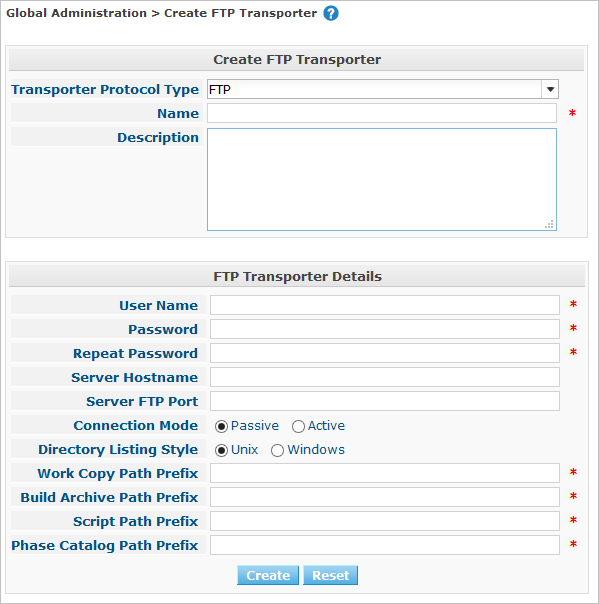 Global Administration > Create FTP Transporter ?
Create FTP Transporter
Transporter Protocol Type FTP
Name *
Description
FTP Transporter Details
User Name *
Password *
Repeat Password *
Server Hostname
Server FTP Port
Connection Mode Passive Active
Directory Listing Style Unix Windows
Work Copy Path Prefix *
Build Archive Path Prefix *
Script Path Prefix *
Phase Catalog Path Prefix *
Create Reset